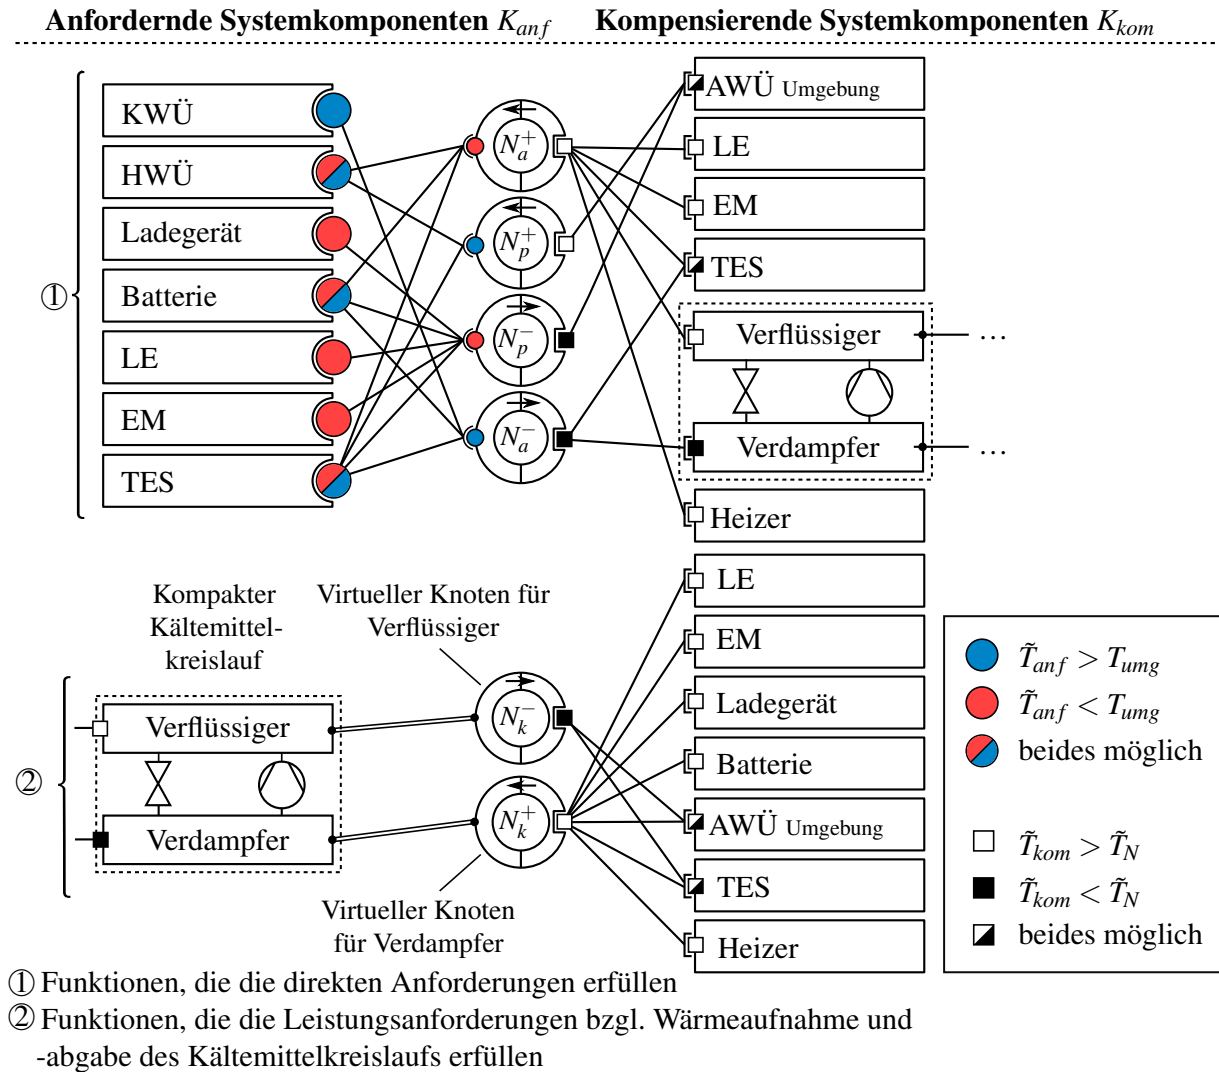 Anfordernde Systemkomponenten K_anf
Kompensierende Systemkomponenten K_kom
①
KWÜ
HWÜ
Ladegerät
Batterie
LE
EM
TES
N_a^+
N_p^+
N_p^−
N_a^−
AWÜ Umgebung
LE
EM
TES
Verflüssiger
...
Verdampfer
...
Heizer
②
Kompakter
Kältemittel-
kreislauf
Verflüssiger
Verdampfer
Virtueller Knoten für
Verflüssiger
N_k^−
N_k^+
Virtueller Knoten
für Verdampfer
LE
EM
Ladegerät
Batterie
AWÜ Umgebung
TES
Heizer
T̃_anf > T_umg
T̃_anf < T_umg
beides möglich
T̃_kom > T̃_N
T̃_kom < T̃_N
beides möglich
① Funktionen, die die direkten Anforderungen erfüllen
② Funktionen, die die Leistungsanforderungen bzgl. Wärmeaufnahme und
-abgabe des Kältemittelkreislaufs erfüllen